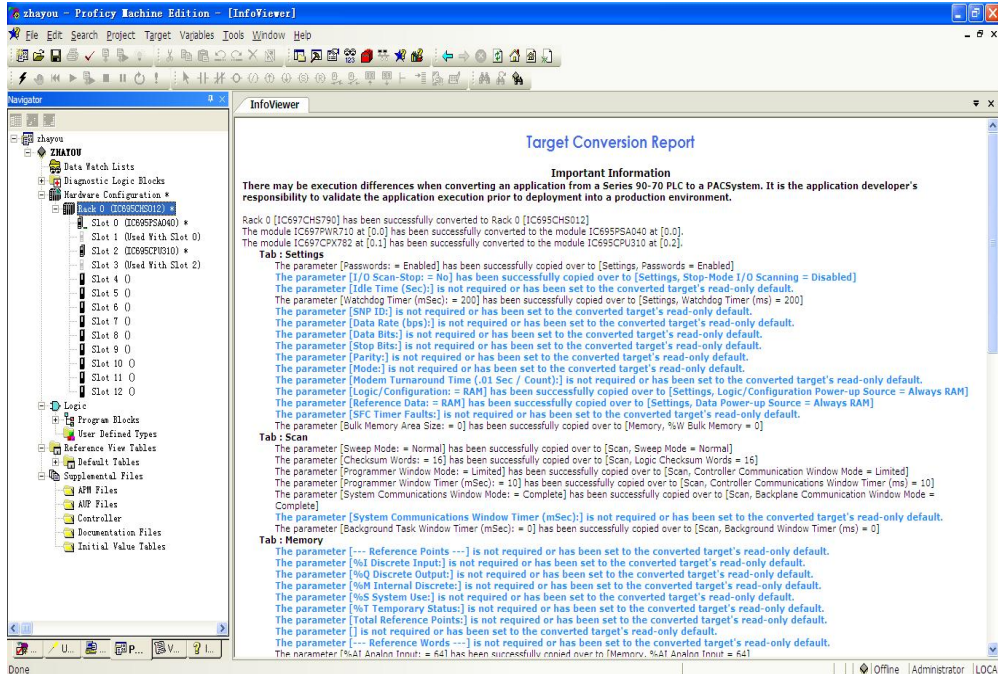 zhayou - Proficy Machine Edition - [InfoViewer]
File Edit Search Project Target Variables Tools Window Help
Navigator
InfoViewer
zhayou
ZHAYOU
Data Watch Lists
Diagnostic Logic Blocks
Hardware Configuration *
Rack 0 (IC695CHS012) *
Slot 0 (IC695PSA040) *
Slot 1 (Used With Slot 0)
Slot 2 (IC695CPU310) *
Slot 3 (Used With Slot 2)
Slot 4 ()
Slot 5 ()
Slot 6 ()
Slot 7 ()
Slot 8 ()
Slot 9 ()
Slot 10 ()
Slot 11 ()
Slot 12 ()
Logic
Program Blocks
User Defined Types
Reference View Tables
Default Tables
Supplemental Files
APM Files
AUP Files
Controller
Documentation Files
Initial Value Tables
U... P... V... I...
Target Conversion Report
Important Information
There may be execution differences when converting an application from a Series 90-70 PLC to a PACSystem. It is the application developer's
responsibility to validate the application execution prior to deployment into a production environment.
Rack 0 [IC697CHS790] has been successfully converted to Rack 0 [IC695CHS012]
The module IC697PWR710 at [0.0] has been successfully converted to the module IC695PSA040 at [0.0].
The module IC697CPX782 at [0.1] has been successfully converted to the module IC695CPU310 at [0.2].
Tab : Settings
The parameter [Passwords: = Enabled] has been successfully copied over to [Settings, Passwords = Enabled]
The parameter [I/O Scan-Stop: = No] has been successfully copied over to [Settings, Stop-Mode I/O Scanning = Disabled]
The parameter [Idle Time (Sec):] is not required or has been set to the converted target's read-only default.
The parameter [Watchdog Timer (mSec): = 200] has been successfully copied over to [Settings, Watchdog Timer (ms) = 200]
The parameter [SNP ID:] is not required or has been set to the converted target's read-only default.
The parameter [Data Rate (bps):] is not required or has been set to the converted target's read-only default.
The parameter [Data Bits:] is not required or has been set to the converted target's read-only default.
The parameter [Stop Bits:] is not required or has been set to the converted target's read-only default.
The parameter [Parity:] is not required or has been set to the converted target's read-only default.
The parameter [Mode:] is not required or has been set to the converted target's read-only default.
The parameter [Modem Turnaround Time (.01 Sec / Count):] is not required or has been set to the converted target's read-only default.
The parameter [Logic/Configuration: = RAM] has been successfully copied over to [Settings, Logic/Configuration Power-up Source = Always RAM]
The parameter [Reference Data: = RAM] has been successfully copied over to [Settings, Data Power-up Source = Always RAM]
The parameter [SFC Timer Faults:] is not required or has been set to the converted target's read-only default.
The parameter [Bulk Memory Area Size: = 0] has been successfully copied over to [Memory, %W Bulk Memory = 0]
Tab : Scan
The parameter [Sweep Mode: = Normal] has been successfully copied over to [Scan, Sweep Mode = Normal]
The parameter [Checksum Words: = 16] has been successfully copied over to [Scan, Logic Checksum Words = 16]
The parameter [Programmer Window Mode: = Limited] has been successfully copied over to [Scan, Controller Communication Window Mode = Limited]
The parameter [Programmer Window Timer (mSec): = 10] has been successfully copied over to [Scan, Controller Communications Window Timer (ms) = 10]
The parameter [System Communications Window Mode: = Complete] has been successfully copied over to [Scan, Backplane Communication Window Mode =
Complete]
The parameter [System Communications Window Timer (mSec):] is not required or has been set to the converted target's read-only default.
The parameter [Background Task Window Timer (mSec): = 0] has been successfully copied over to [Scan, Background Window Timer (ms) = 0]
Tab : Memory
The parameter [--- Reference Points ---] is not required or has been set to the converted target's read-only default.
The parameter [%I Discrete Input:] is not required or has been set to the converted target's read-only default.
The parameter [%Q Discrete Output:] is not required or has been set to the converted target's read-only default.
The parameter [%M Internal Discrete:] is not required or has been set to the converted target's read-only default.
The parameter [%S System Use:] is not required or has been set to the converted target's read-only default.
The parameter [%T Temporary Status:] is not required or has been set to the converted target's read-only default.
The parameter [Total Reference Points:] is not required or has been set to the converted target's read-only default.
The parameter [] is not required or has been set to the converted target's read-only default.
The parameter [--- Reference Words ---] is not required or has been set to the converted target's read-only default.
The parameter [%AI Analog Input: = 64] has been successfully copied over to [Memory, %AI Analog Input = 64]
Done
Offline Administrator LOCA